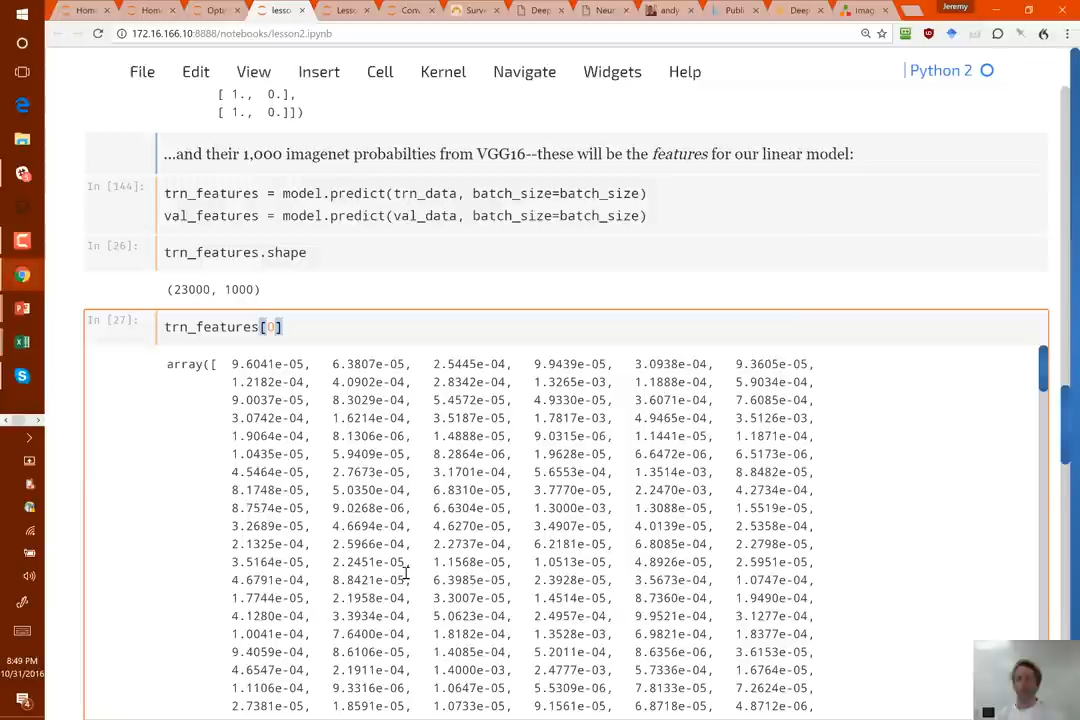 Home
Home
Opti
lesso
Lesso
Con
Surve
Deep
Neur
andy
Publi
Deep
imag
Jeremy
172.16.166.10:8888/notebooks/lesson2.ipynb
File Edit View Insert Cell Kernel Navigate Widgets Help
Python 2
[ 1., 0.],
[ 1., 0.]])
...and their 1,000 imagenet probabilties from VGG16--these will be the features for our linear model:
In [144]:
trn_features = model.predict(trn_data, batch_size=batch_size)
val_features = model.predict(val_data, batch_size=batch_size)
In [26]:
trn_features.shape
(23000, 1000)
In [27]:
trn_features[0]
array([ 9.6041e-05, 6.3807e-05, 2.5445e-04, 9.9439e-05, 3.0938e-04, 9.3605e-05,
1.2182e-04, 4.0902e-04, 2.8342e-04, 1.3265e-03, 1.1888e-04, 5.9034e-04,
9.0037e-05, 8.3029e-04, 5.4572e-05, 4.9330e-05, 3.6071e-04, 7.6085e-04,
3.0742e-04, 1.6214e-04, 3.5187e-05, 1.7817e-03, 4.9465e-04, 3.5126e-03,
1.9064e-04, 8.1306e-06, 1.4888e-05, 9.0315e-06, 1.1441e-05, 1.1871e-04,
1.0435e-05, 5.9409e-05, 8.2864e-06, 1.9628e-05, 6.6472e-06, 6.5173e-06,
4.5464e-05, 2.7673e-05, 3.1701e-04, 5.6553e-04, 1.3514e-03, 8.8482e-05,
8.1748e-05, 5.0350e-04, 6.8310e-05, 3.7770e-05, 2.2470e-03, 4.2734e-04,
8.7574e-05, 9.0268e-06, 6.6304e-05, 1.3000e-03, 1.3088e-05, 1.5519e-05,
3.2689e-05, 4.6694e-04, 4.6270e-05, 3.4907e-05, 4.0139e-05, 2.5358e-04,
2.1325e-04, 2.5966e-04, 2.2737e-04, 6.2181e-05, 6.8085e-04, 2.2798e-05,
3.5164e-04, 2.2451e-05, 1.1568e-05, 1.0513e-05, 4.8926e-05, 2.5951e-05,
4.6791e-04, 8.8421e-05, 6.3985e-05, 2.3928e-05, 3.5673e-04, 1.0747e-04,
1.7744e-05, 2.1958e-04, 3.3007e-05, 1.4514e-05, 8.7360e-04, 1.9490e-04,
4.1280e-04, 3.3934e-04, 5.0623e-04, 2.4957e-04, 9.9521e-04, 3.1277e-04,
1.0041e-04, 7.6400e-04, 1.8182e-04, 1.3528e-03, 6.9821e-04, 1.8377e-04,
9.4059e-04, 8.6106e-05, 1.4085e-04, 5.2011e-04, 8.6356e-06, 3.6153e-05,
4.6547e-04, 2.1911e-04, 1.4000e-03, 2.4777e-03, 5.7336e-04, 1.6764e-05,
1.1106e-04, 9.3316e-06, 1.0647e-05, 5.5309e-06, 7.8133e-05, 7.2624e-05,
2.7381e-04, 1.8591e-05, 1.0733e-05, 9.1561e-05, 6.8718e-05, 4.8712e-06,
8:49 PM
10/31/2016